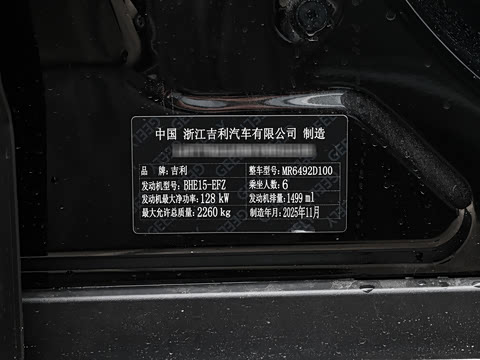 中国 浙江吉利汽车有限公司 制造
品 牌:吉利 整车型号:MR6492D100
发动机型号:BHE15-EFZ 乘坐人数:6
发动机最大净功率:128 kW 发动机排量:1499 ml
最大允许总质量:2260 kg 制造年月:2025年11月